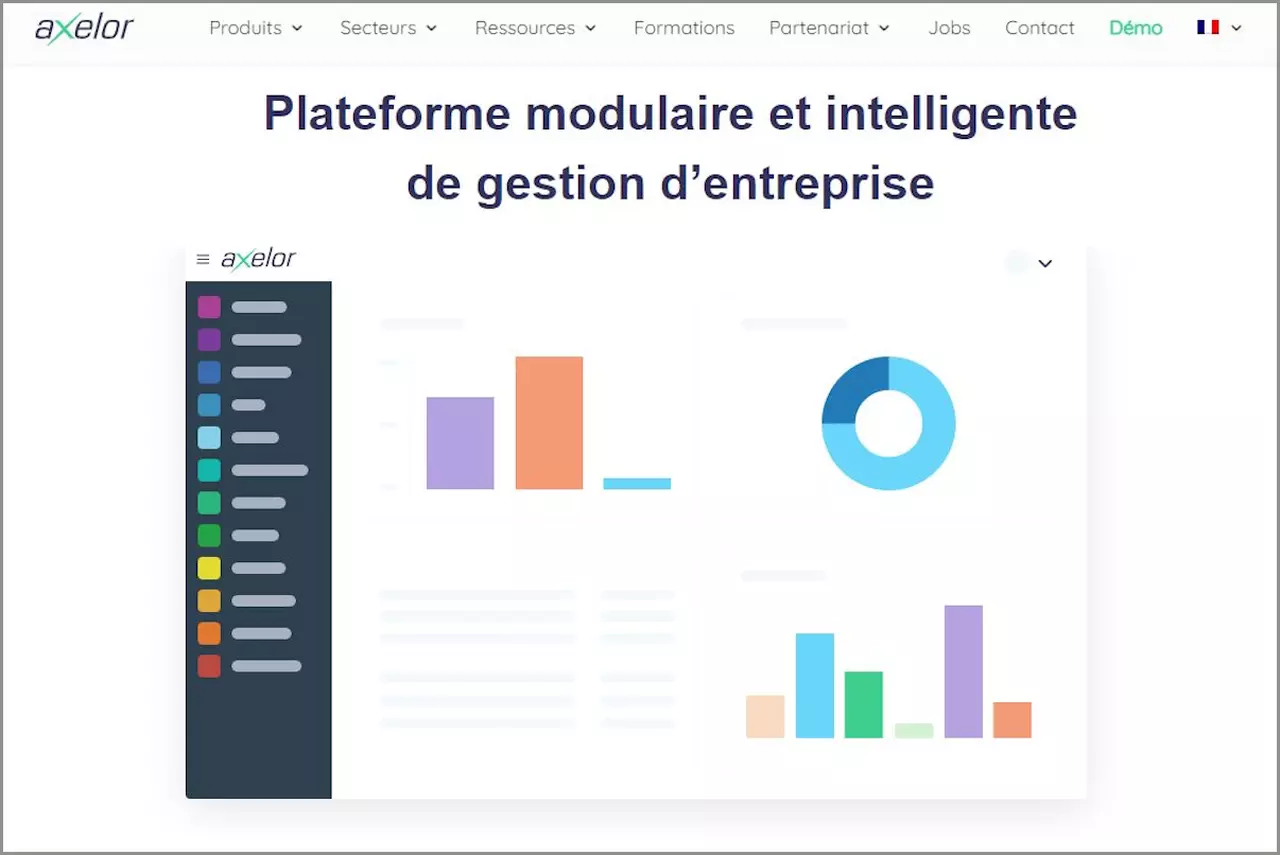 axelor Produits Secteurs Ressources Formations Partenariat Jobs Contact Démo
Plateforme modulaire et intelligente
de gestion d’entreprise
axelor